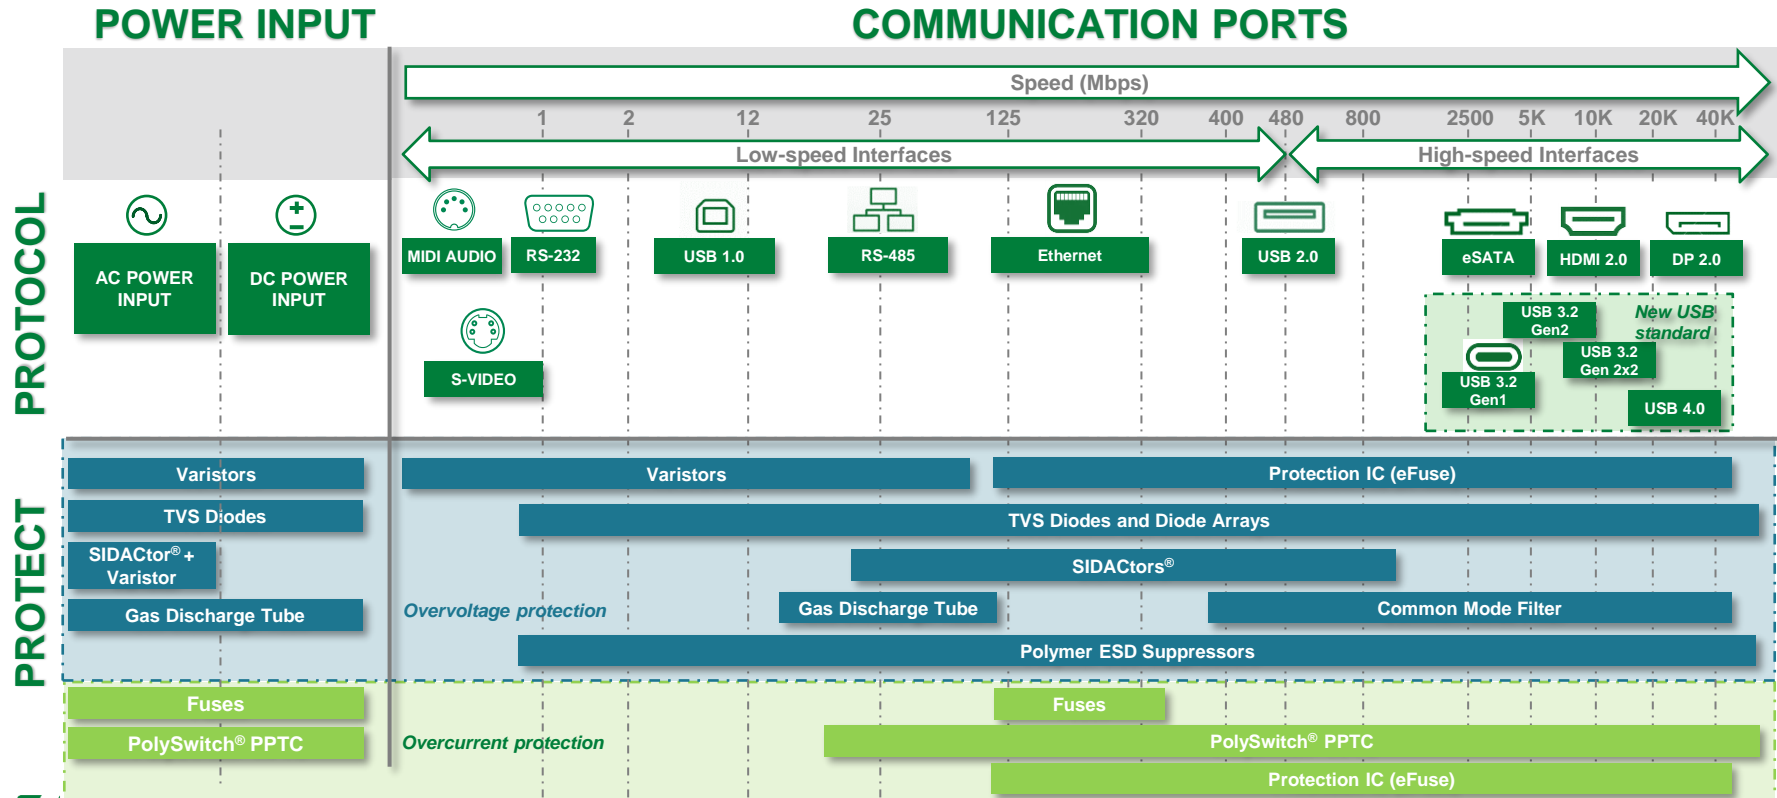 POWER INPUT
COMMUNICATION PORTS
Speed (Mbps)
1 2 12 25 125 320 400 480 800 2500 5K 10K 20K 40K
Low-speed Interfaces
High-speed Interfaces
PROTOCOL
AC POWER
INPUT
DC POWER
INPUT
MIDI AUDIO
RS-232
USB 1.0
RS-485
Ethernet
USB 2.0
eSATA
HDMI 2.0
DP 2.0
S-VIDEO
New USB
standard
USB 3.2
Gen2
USB 3.2
Gen 2x2
USB 3.2
Gen1
USB 4.0
PROTECT
Varistors
TVS Diodes
SIDACtor® +
Varistor
Gas Discharge Tube
Varistors
Protection IC (eFuse)
TVS Diodes and Diode Arrays
SIDACtors®
Overvoltage protection
Gas Discharge Tube
Common Mode Filter
Polymer ESD Suppressors
Fuses
PolySwitch® PPTC
Overcurrent protection
Fuses
PolySwitch® PPTC
Protection IC (eFuse)